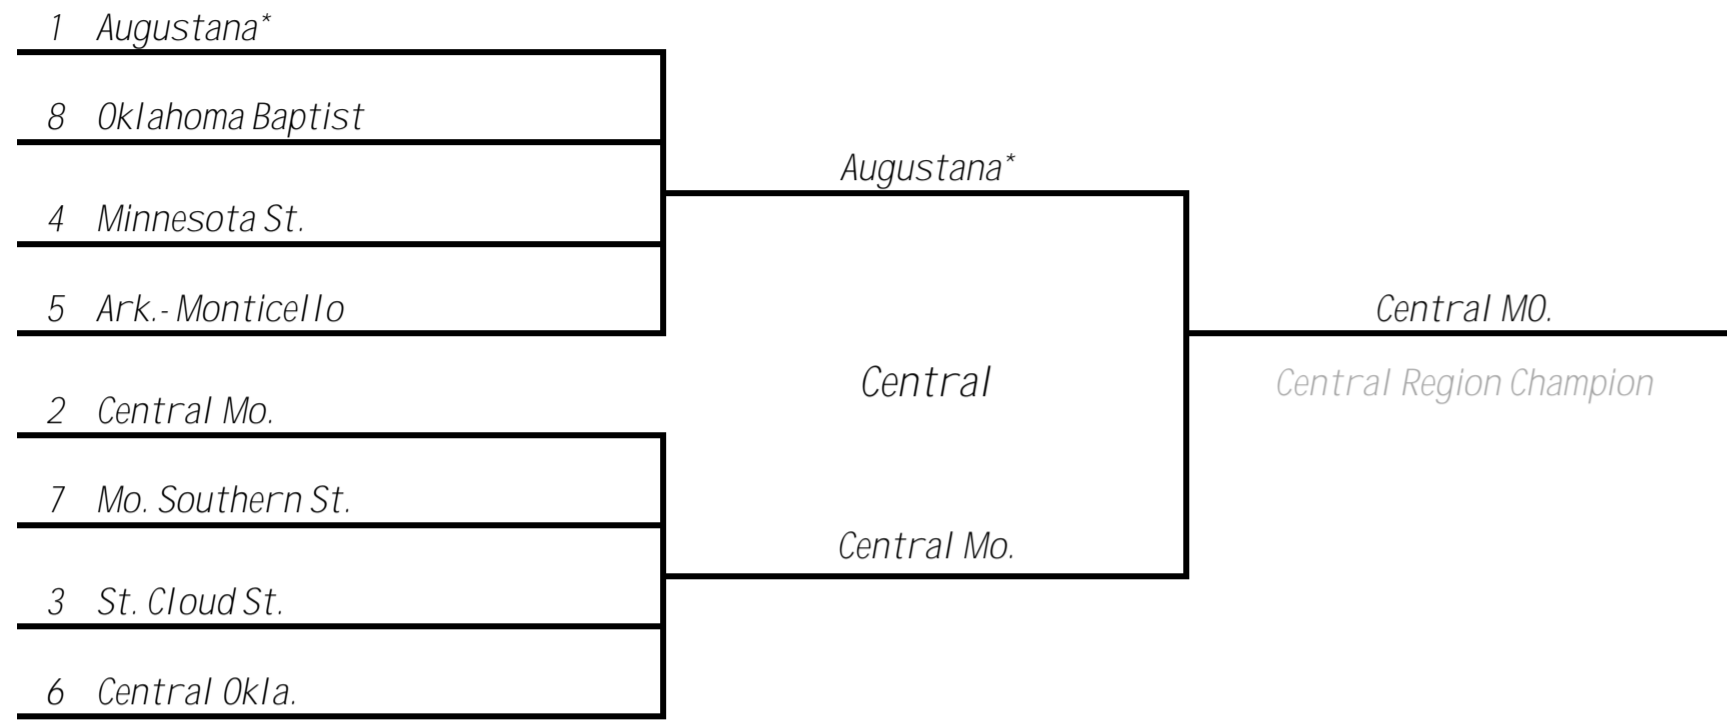 1 Augustana*
8 Oklahoma Baptist
4 Minnesota St.
5 Ark.-Monticello
2 Central Mo.
7 Mo. Southern St.
3 St. Cloud St.
6 Central Okla.
Augustana*
Central
Central Mo.
Central MO.
Central Region Champion